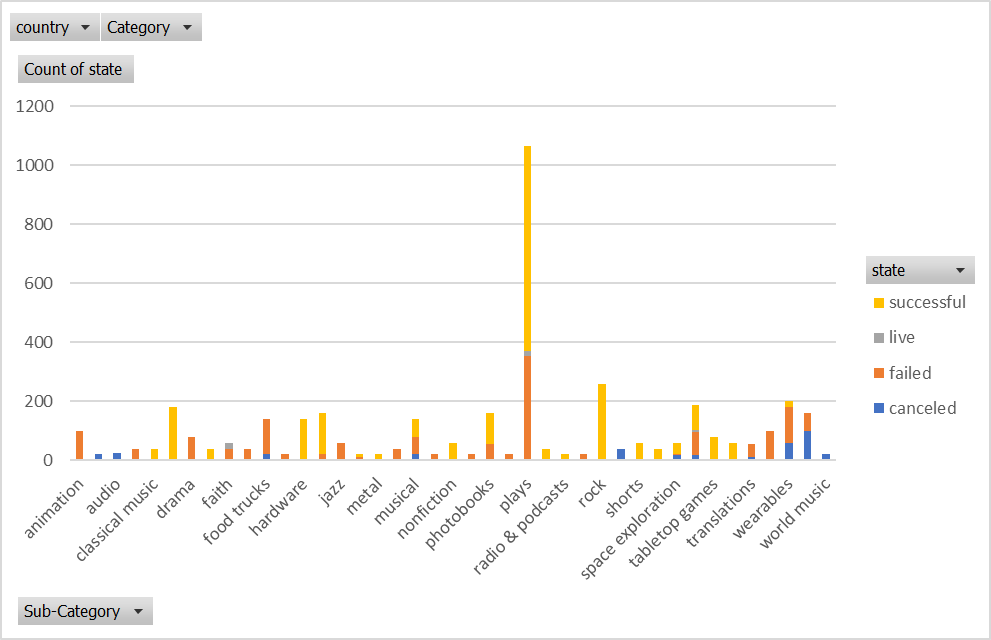 country Category
Count of state
1200
1000
800
600
400
200
0
state
successful
live
failed
canceled
animation
audio
classical music
drama
faith
food trucks
hardware
jazz
metal
musical
nonfiction
photobooks
plays
radio & podcasts
rock
shorts
space exploration
tabletop games
translations
wearables
world music
Sub-Category